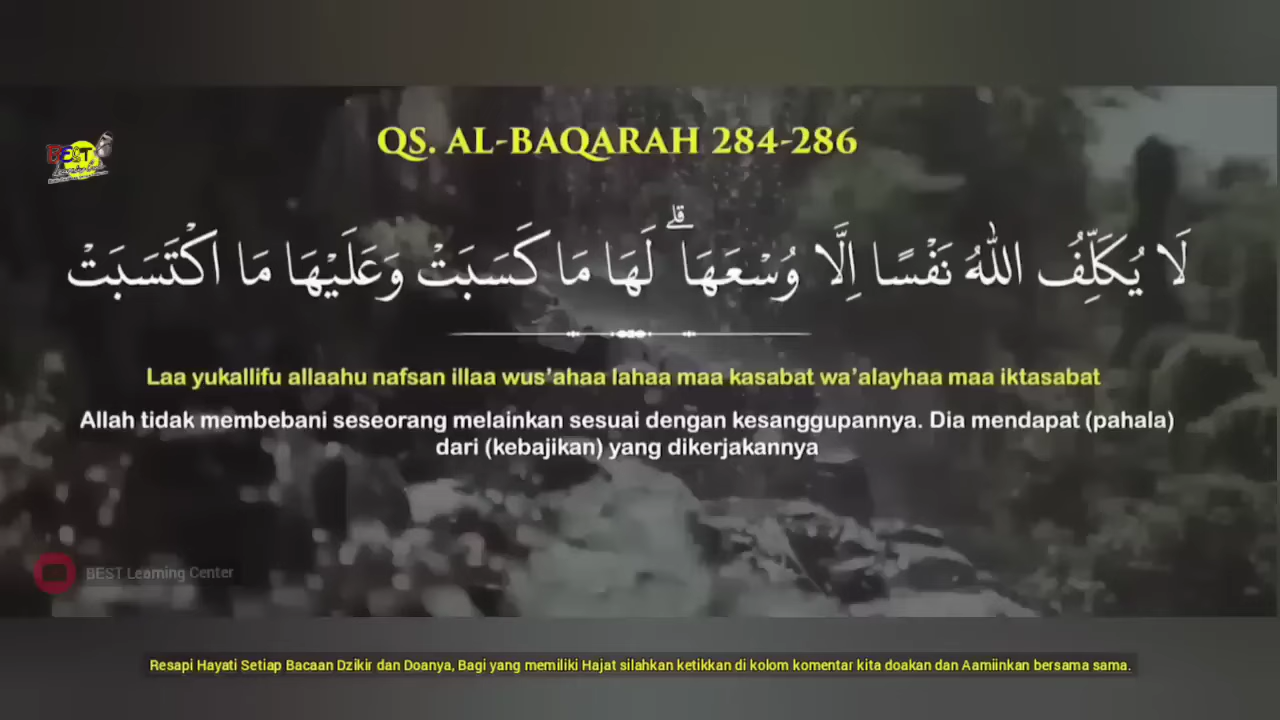 BEST
QS. AL-BAQARAH 284-286
لَا يُكَلِّفُ اللّٰهُ نَفْسًا اِلَّا وُسْعَهَا ۗ لَهَا مَا كَسَبَتْ وَعَلَيْهَا مَا اكْتَسَبَتْ
Laa yukallifu allaahu nafsan illaa wus’ahaa lahaa maa kasabat wa’alayhaa maa iktasabat
Allah tidak membebani seseorang melainkan sesuai dengan kesanggupannya. Dia mendapat (pahala)
dari (kebajikan) yang dikerjakannya
BEST Learning Center
Resapi Hayati Setiap Bacaan Dzikir dan Doanya, Bagi yang memiliki Hajat silahkan ketikkan di kolom komentar kita doakan dan Aamiinkan bersama sama.